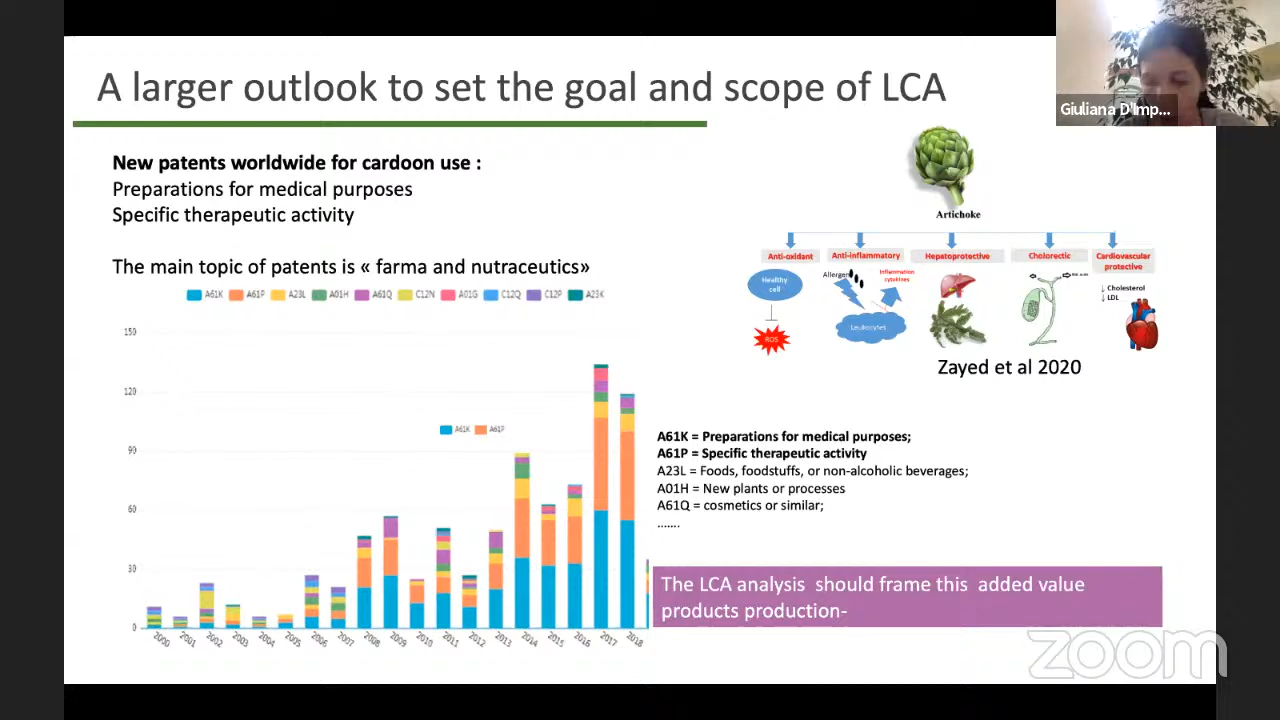 A larger outlook to set the goal and scope of LCA
Giuliana D'Imp...
New patents worldwide for cardoon use :
Preparations for medical purposes
Specific therapeutic activity
The main topic of patents is « farma and nutraceutics»
A61K A61P A23L A01H A61Q C12N A01G C12Q C12P A23K
150
120
90
60
30
0
A61K A61P
2000 2001 2002 2003 2004 2005 2006 2007 2008 2009 2010 2011 2012 2013 2014 2015 2016 2017 2018
Artichoke
Anti-oxidant Anti-inflammatory Hepatoprotective Cholorectic Cardiovascular
protective
Healthy
cell
ROS
Allergen
Inflammation
cytokines
Leukocytes
Cholesterol
LDL
Zayed et al 2020
A61K = Preparations for medical purposes;
A61P = Specific therapeutic activity
A23L = Foods, foodstuffs, or non-alcoholic beverages;
A01H = New plants or processes
A61Q = cosmetics or similar;
.......
The LCA analysis should frame this added value
products production-
zoom